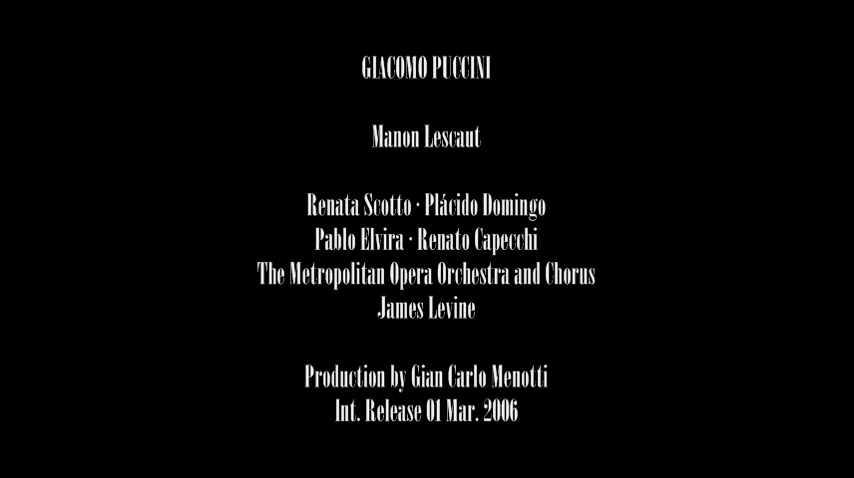 GIACOMO PUCCINI
Manon Lescaut
Renata Scotto · Plácido Domingo
Pablo Elvira · Renato Capecchi
The Metropolitan Opera Orchestra and Chorus
James Levine
Production by Gian Carlo Menotti
Int. Release 01 Mar. 2006